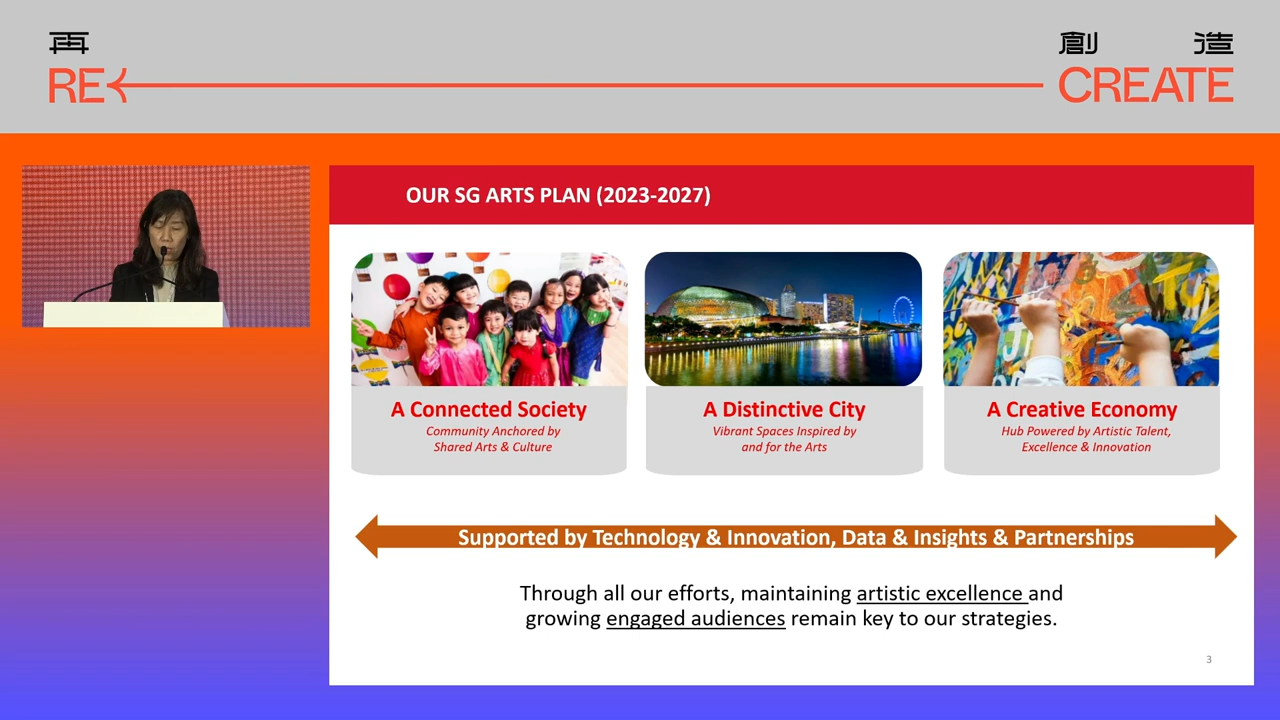 再 創 造
RE CREATE
OUR SG ARTS PLAN (2023-2027)
A Connected Society
Community Anchored by
Shared Arts & Culture
A Distinctive City
Vibrant Spaces Inspired by
and for the Arts
A Creative Economy
Hub Powered by Artistic Talent,
Excellence & Innovation
Supported by Technology & Innovation, Data & Insights & Partnerships
Through all our efforts, maintaining artistic excellence and
growing engaged audiences remain key to our strategies.
3